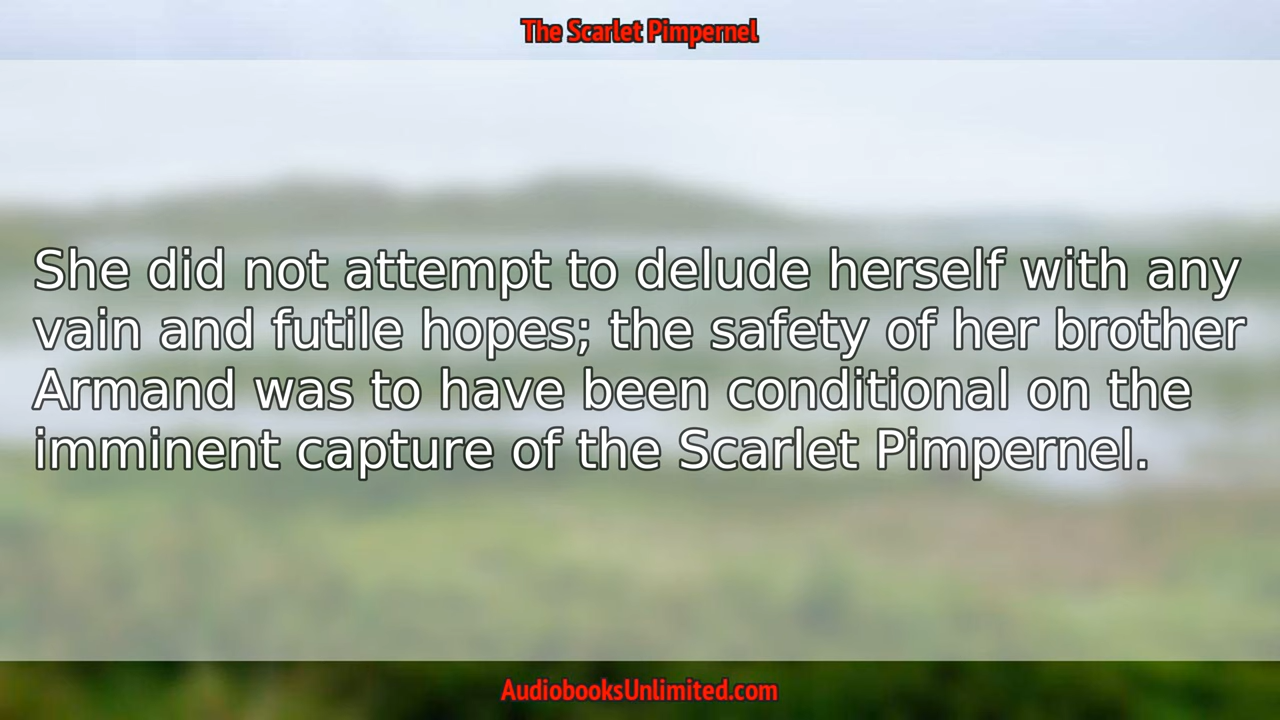 The Scarlet Pimpernel
She did not attempt to delude herself with any
vain and futile hopes; the safety of her brother
Armand was to have been conditional on the
imminent capture of the Scarlet Pimpernel.
AudiobooksUnlimited.com